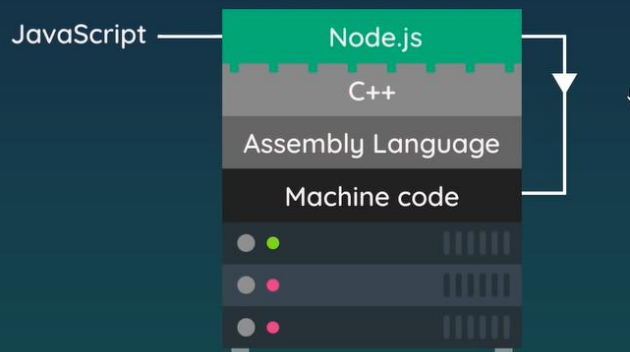 JavaScript
Node.js
C++
Assembly Language
Machine code